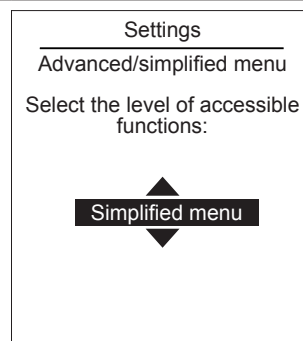 Settings
Advanced/simplified menu
Select the level of accessible
functions:
Simplified menu